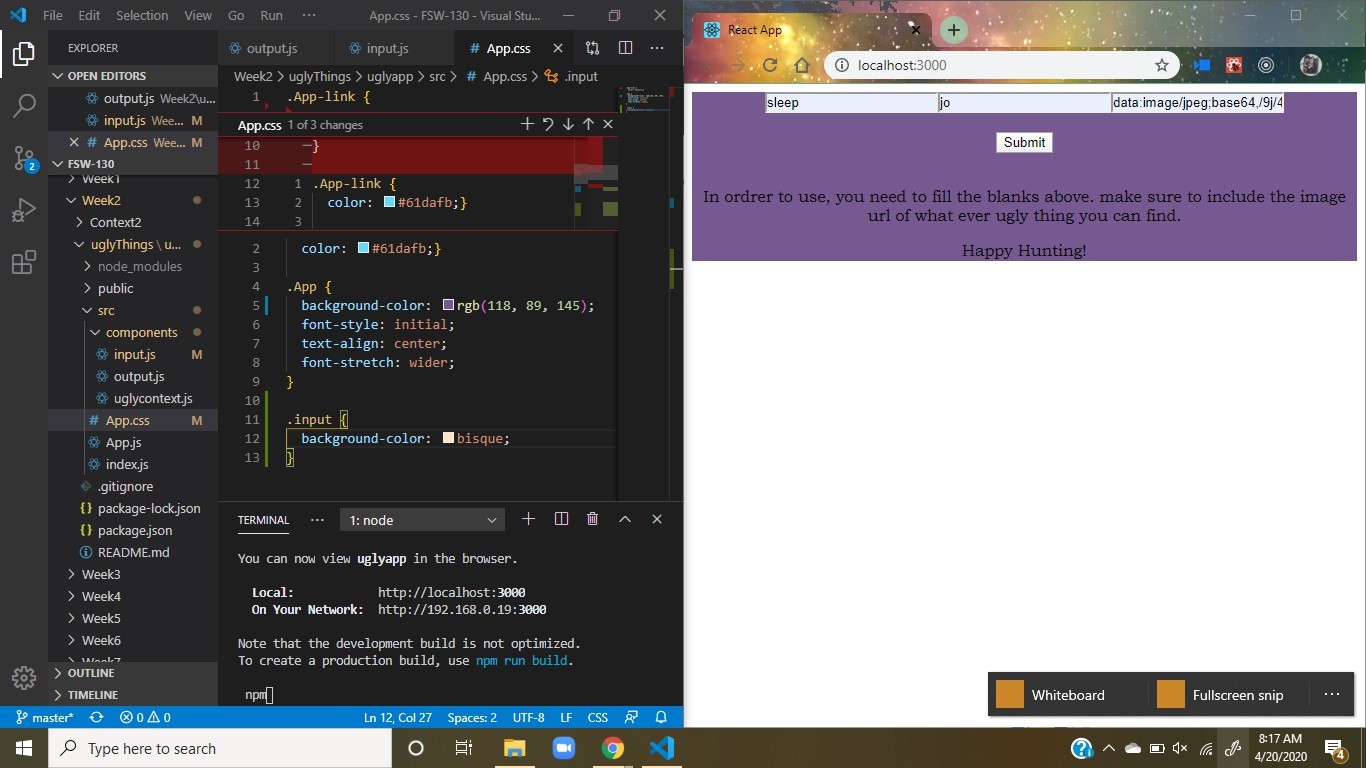 File Edit Selection View Go Run ··· App.css - FSW-130 - Visual Stu...
EXPLORER
OPEN EDITORS
output.js Week2\u...
input.js Wee... M
App.css Wee... M
FSW-130
Week1
Week2
Context2
uglyThings \ u...
node_modules
public
src
components
input.js M
output.js
uglycontext.js
App.css M
App.js
index.js
.gitignore
package-lock.json
package.json
README.md
Week3
Week4
Week5
Week6
Week7
OUTLINE
TIMELINE
output.js input.js App.css
Week2 > uglyThings > uglyapp > src > App.css > .input
1 .App-link {
App.css 1 of 3 changes
10 −}
11 −
12 1 .App-link {
13 2 color: #61dafb;}
14 3
2 color: #61dafb;}
3
4 .App {
5 background-color: rgb(118, 89, 145);
6 font-style: initial;
7 text-align: center;
8 font-stretch: wider;
9 }
10
11 .input {
12 background-color: bisque;
13 }
TERMINAL ··· 1: node
You can now view uglyapp in the browser.
Local: http://localhost:3000
On Your Network: http://192.168.0.19:3000
Note that the development build is not optimized.
To create a production build, use npm run build.
npm
master* 0 0 Ln 12, Col 27 Spaces: 2 UTF-8 LF CSS
React App
localhost:3000
sleep jo data:image/jpeg;base64,/9j/4
Submit
In ordrer to use, you need to fill the blanks above. make sure to include the image
url of what ever ugly thing you can find.
Happy Hunting!
Whiteboard Fullscreen snip ···
Type here to search
8:17 AM
4/20/2020
4
2